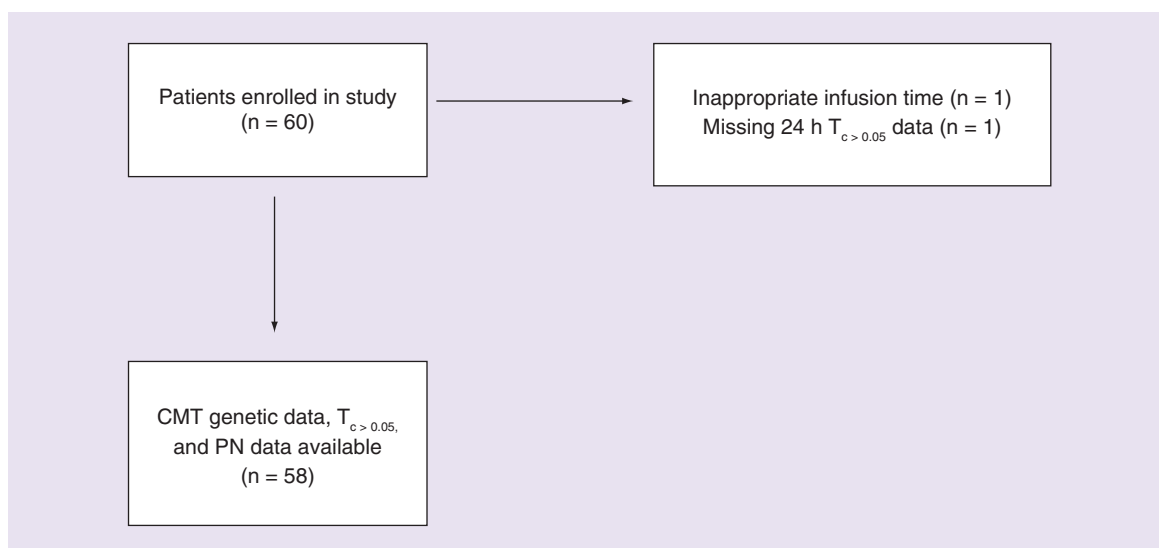 Patients enrolled in study
(n = 60)
Inappropriate infusion time (n = 1)
Missing 24 h Tc > 0.05 data (n = 1)
CMT genetic data, Tc > 0.05,
and PN data available
(n = 58)